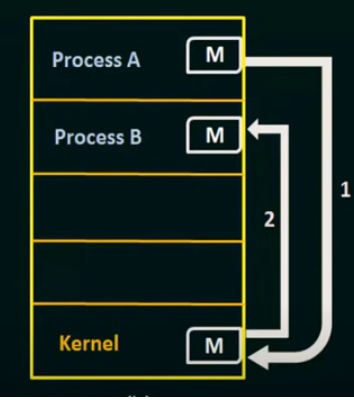 Process A M
Process B M
1
2
Kernel M